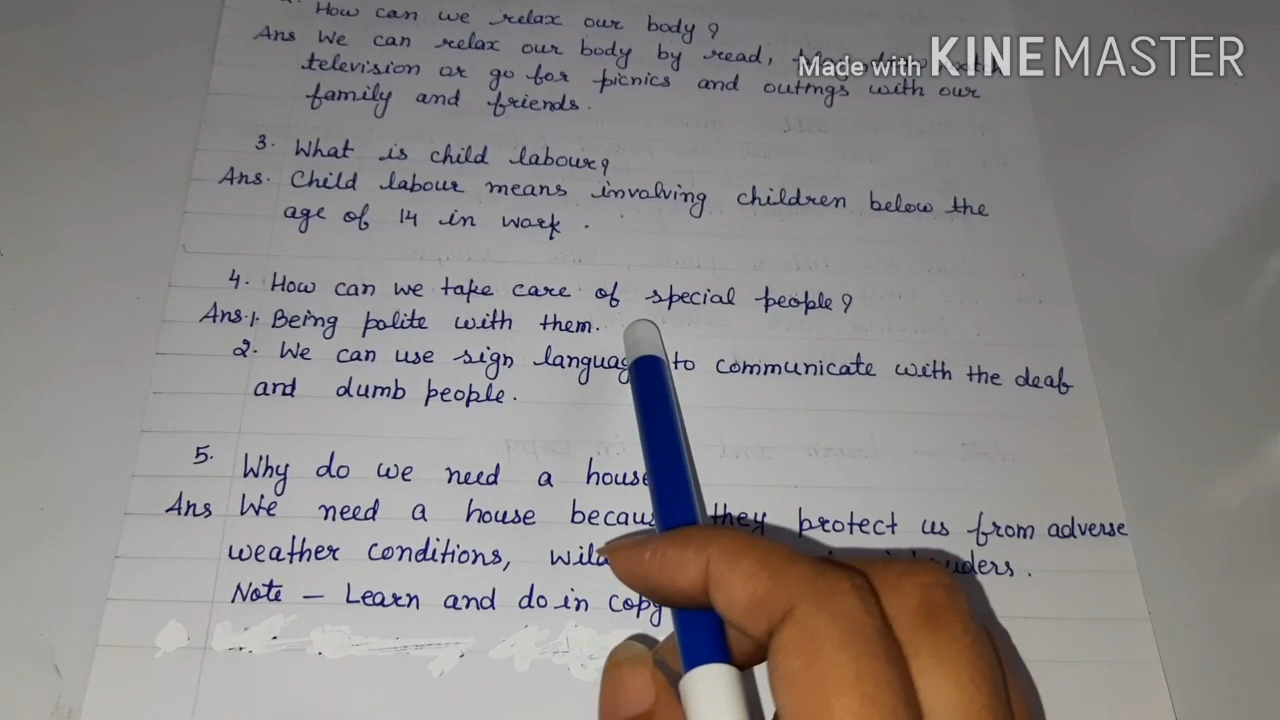 How can we relax our body?
Ans We can relax our body by read,
Made with KINEMASTER
television or go for picnics and outings with our
family and friends.
3. What is child labour?
Ans. Child labour means involving children below the
age of 14 in work.
4. How can we take care of special people?
Ans. 1. Being polite with them.
2. We can use sign language to communicate with the deaf
and dumb people.
5. Why do we need a house
Ans We need a house because they protect us from adverse
weather conditions,
Note - Learn and do in copy